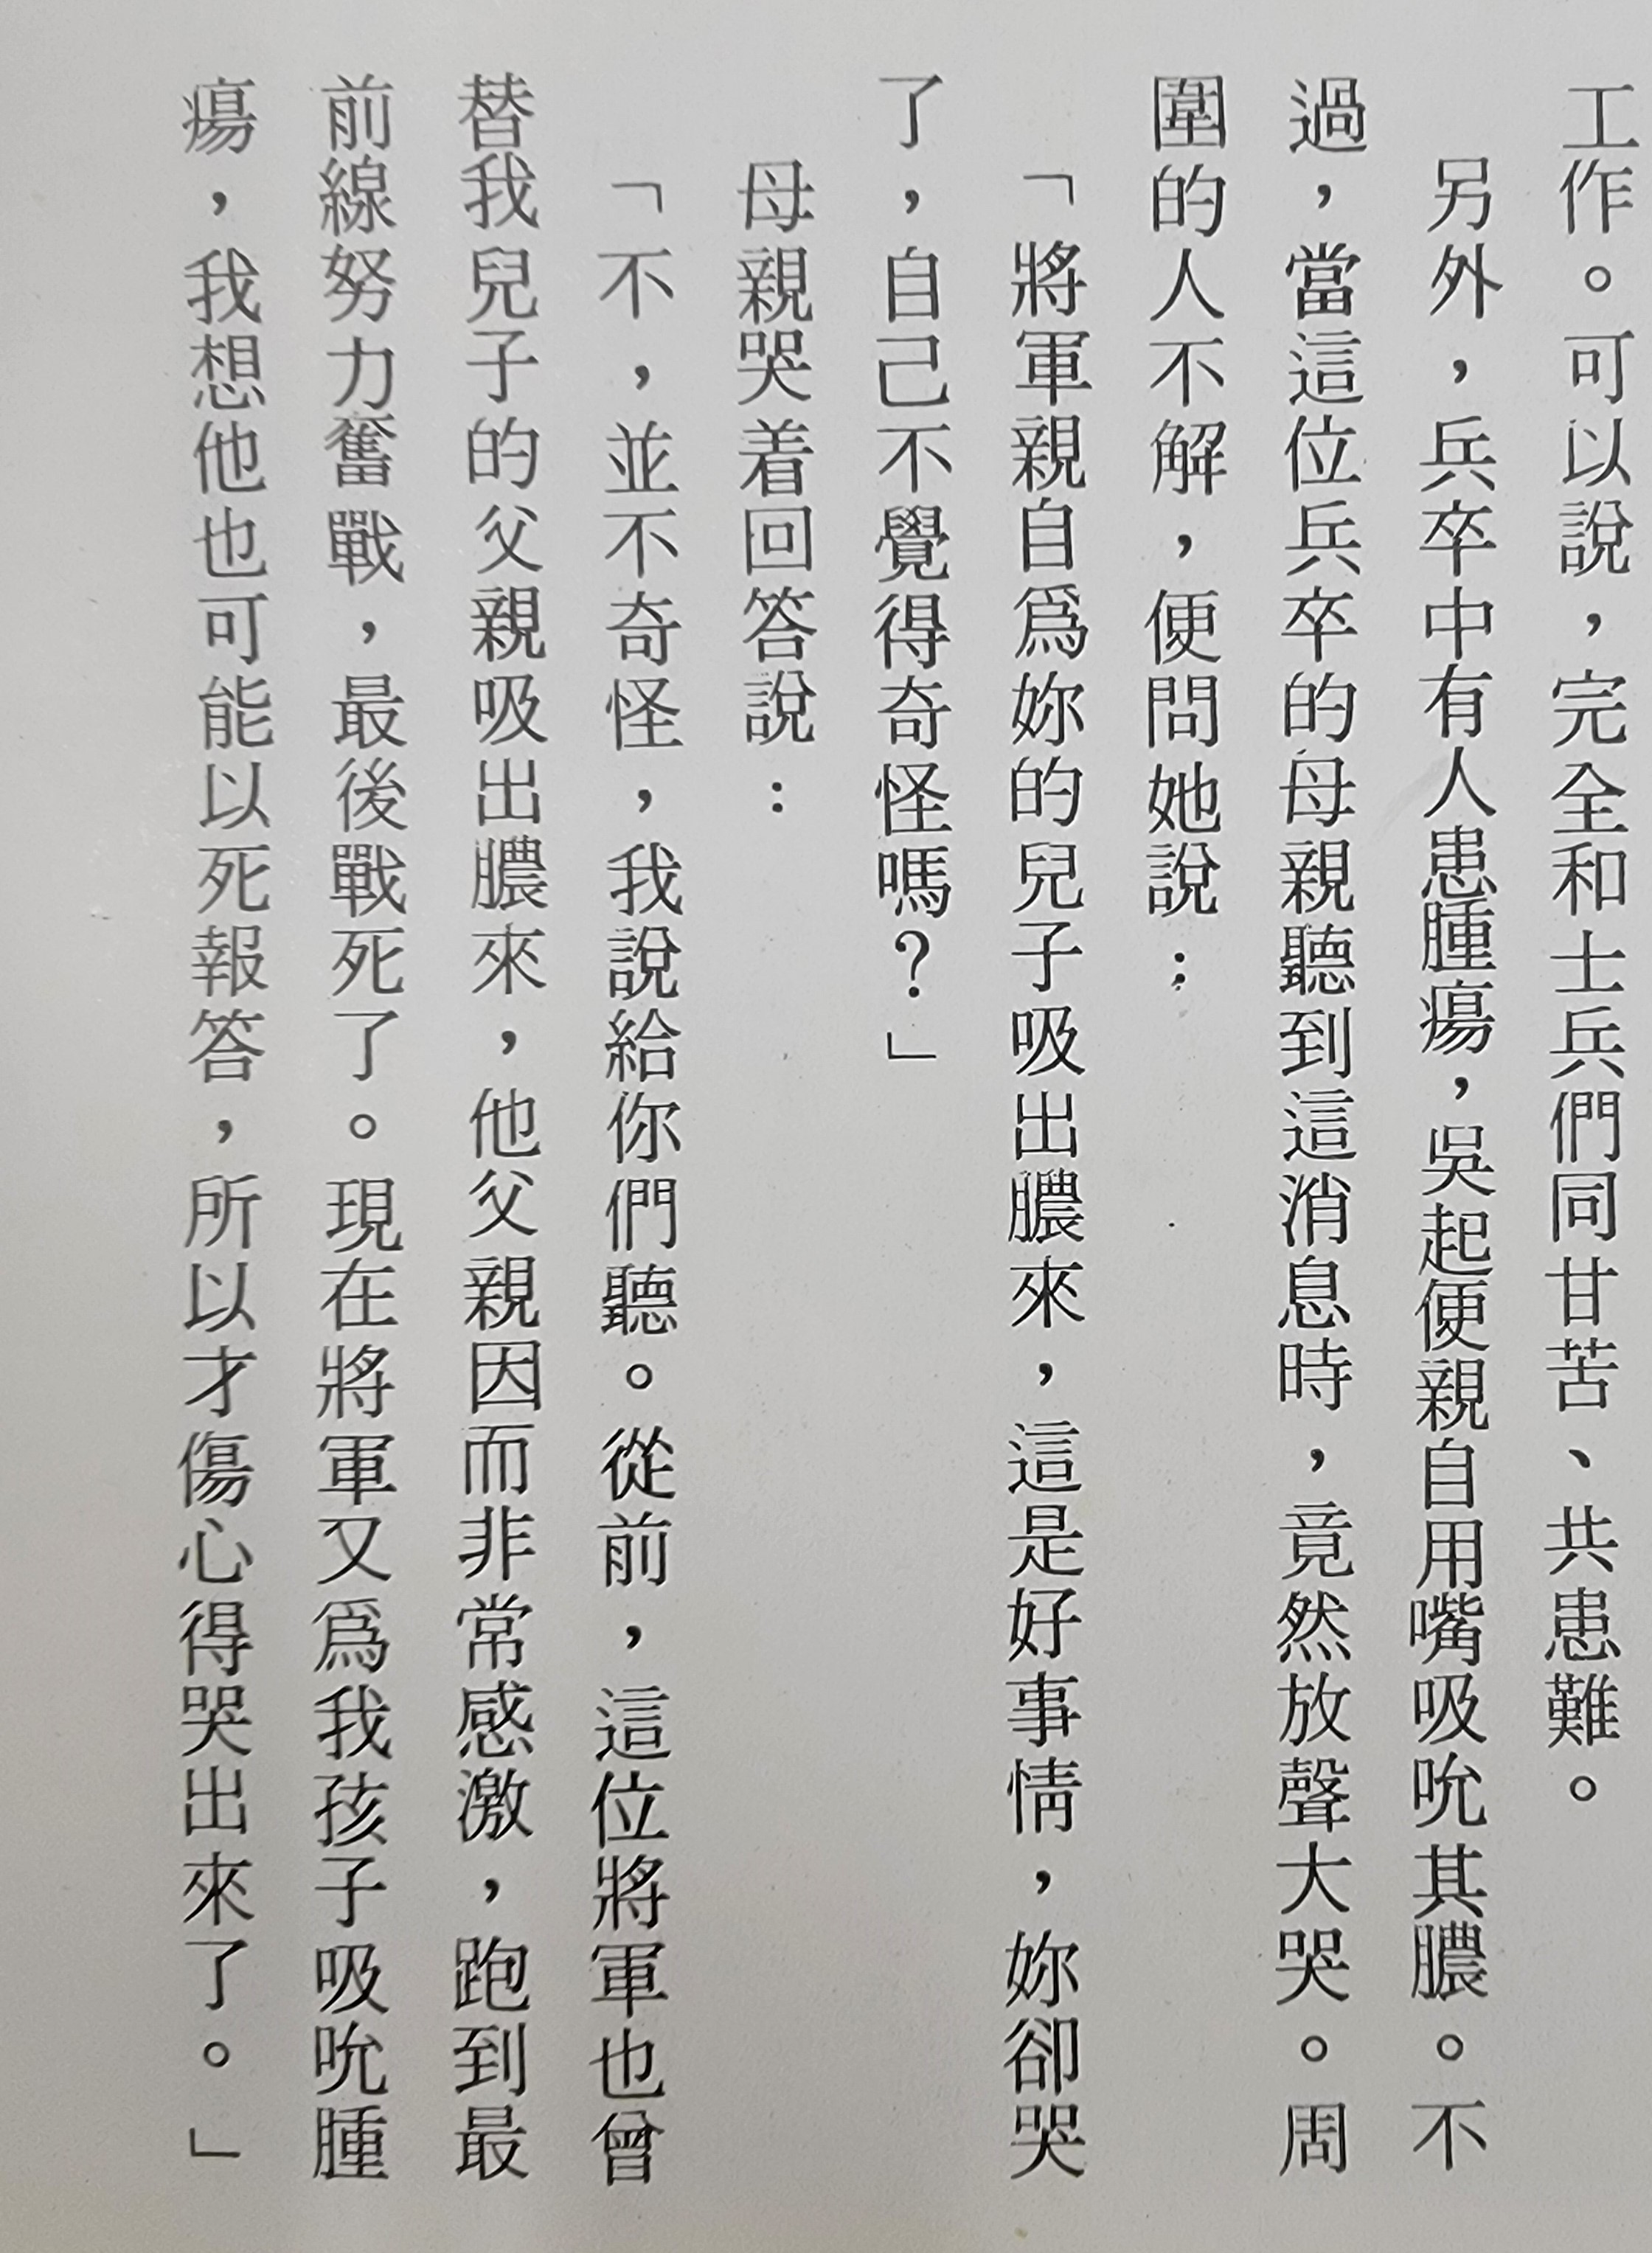 工作。可以說，完全和士兵們同甘苦、共患難。
另外，兵卒中有人患腫瘍，吳起便親自用嘴吸吮其膿。不
過，當這位兵卒的母親聽到這消息時，竟然放聲大哭。周
圍的人不解，便問她說：
「將軍親自爲妳的兒子吸出膿來，這是好事情，妳卻哭
了，自己不覺得奇怪嗎？」
母親哭着回答說：
「不，並不奇怪，我說給你們聽。從前，這位將軍也曾
替我兒子的父親吸出膿來，他父親因而非常感激，跑到最
前線努力奮戰，最後戰死了。現在將軍又爲我孩子吸吮腫
瘍，我想他也可能以死報答，所以才傷心得哭出來了。」